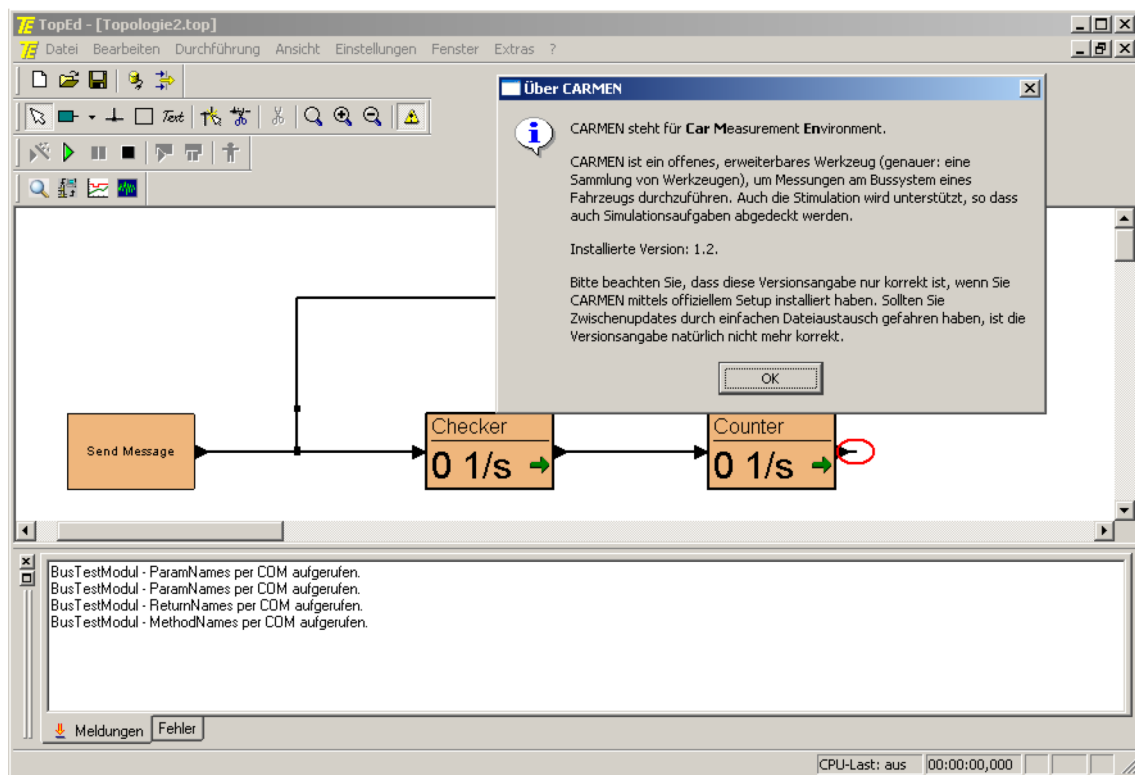 TopEd - [Topologie2.top]
Datei Bearbeiten Durchführung Ansicht Einstellungen Fenster Extras ?
Text
Über CARMEN
CARMEN steht für Car Measurement Environment.
CARMEN ist ein offenes, erweiterbares Werkzeug (genauer: eine
Sammlung von Werkzeugen), um Messungen am Bussystem eines
Fahrzeugs durchzuführen. Auch die Stimulation wird unterstützt, so dass
auch Simulationsaufgaben abgedeckt werden.
Installierte Version: 1.2.
Bitte beachten Sie, dass diese Versionsangabe nur korrekt ist, wenn Sie
CARMEN mittels offiziellem Setup installiert haben. Sollten Sie
Zwischenupdates durch einfachen Dateiaustausch gefahren haben, ist die
Versionsangabe natürlich nicht mehr korrekt.
OK
Send Message
Checker
0 1/s
Counter
0 1/s
BusTestModul - ParamNames per COM aufgerufen.
BusTestModul - ParamNames per COM aufgerufen.
BusTestModul - ReturnNames per COM aufgerufen.
BusTestModul - MethodNames per COM aufgerufen.
Meldungen Fehler
CPU-Last: aus 00:00:00,000